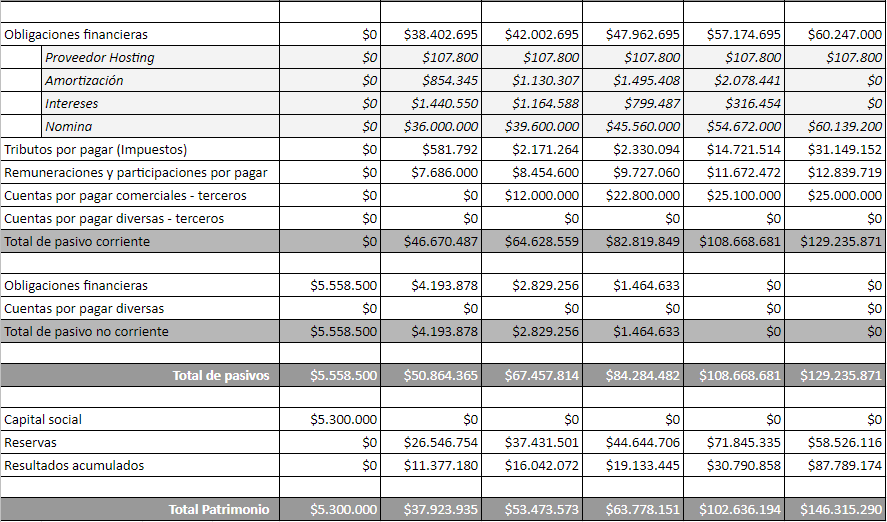 Obligaciones financieras $0 $38.402.695 $42.002.695 $47.962.695 $57.174.695 $60.247.000
Proveedor Hosting $0 $107.800 $107.800 $107.800 $107.800 $107.800
Amortización $0 $854.345 $1.130.307 $1.495.408 $2.078.441 $0
Intereses $0 $1.440.550 $1.164.588 $799.487 $316.454 $0
Nomina $0 $36.000.000 $39.600.000 $45.560.000 $54.672.000 $60.139.200
Tributos por pagar (Impuestos) $0 $581.792 $2.171.264 $2.330.094 $14.721.514 $31.149.152
Remuneraciones y participaciones por pagar $0 $7.686.000 $8.454.600 $9.727.060 $11.672.472 $12.839.719
Cuentas por pagar comerciales - terceros $0 $0 $12.000.000 $22.800.000 $25.100.000 $25.000.000
Cuentas por pagar diversas - terceros $0 $0 $0 $0 $0 $0
Total de pasivo corriente $0 $46.670.487 $64.628.559 $82.819.849 $108.668.681 $129.235.871
Obligaciones financieras $5.558.500 $4.193.878 $2.829.256 $1.464.633 $0 $0
Cuentas por pagar diversas $0 $0 $0 $0 $0 $0
Total de pasivo no corriente $5.558.500 $4.193.878 $2.829.256 $1.464.633 $0 $0
Total de pasivos $5.558.500 $50.864.365 $67.457.814 $84.284.482 $108.668.681 $129.235.871
Capital social $5.300.000 $0 $0 $0 $0 $0
Reservas $0 $26.546.754 $37.431.501 $44.644.706 $71.845.335 $58.526.116
Resultados acumulados $0 $11.377.180 $16.042.072 $19.133.445 $30.790.858 $87.789.174
Total Patrimonio $5.300.000 $37.923.935 $53.473.573 $63.778.151 $102.636.194 $146.315.290